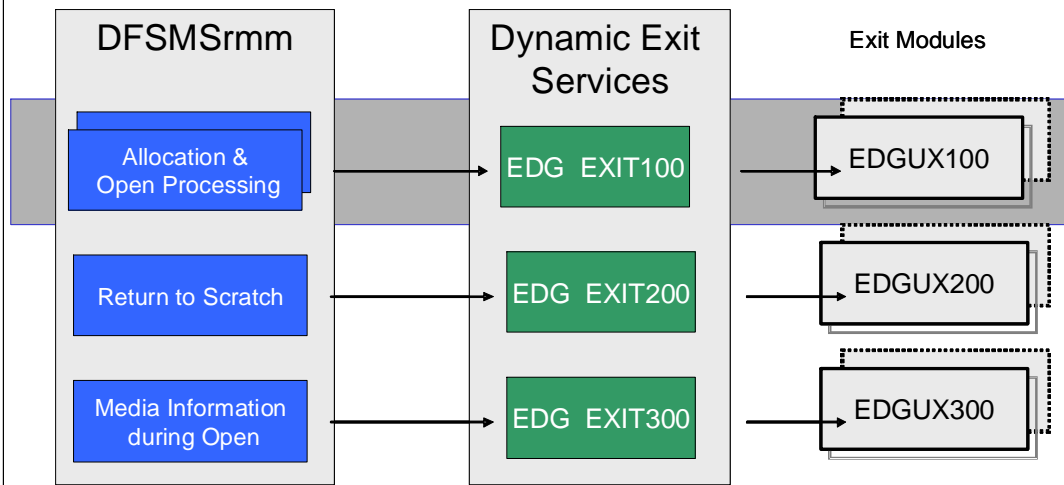 DFSMSrmm
Dynamic Exit
Services
Exit Modules
Allocation &
Open Processing
EDG EXIT100
EDGUX100
Return to Scratch
EDG EXIT200
EDGUX200
Media Information
during Open
EDG EXIT300
EDGUX300